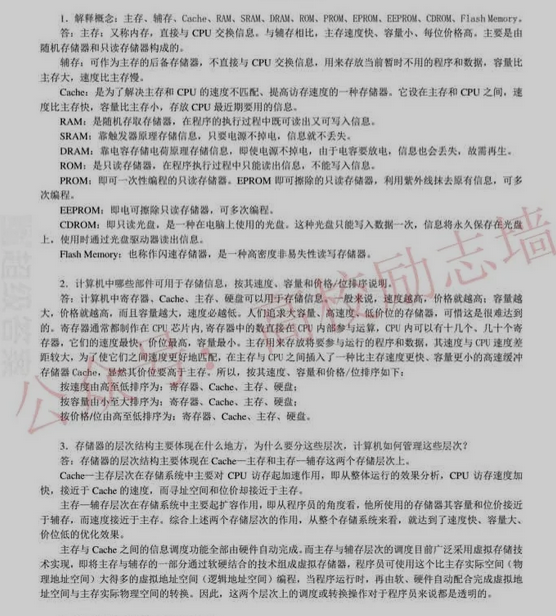 1. 解释概念：主存、辅存、Cache、RAM、SRAM、DRAM、ROM、PROM、EPROM、EEPROM、CDROM、Flash Memory。
答：主存：又称内存，直接与 CPU 交换信息。与辅存相比，主存速度快、容量小、每位价格高。主要是由
随机存储器和只读存储器构成的。
辅存：可作为主存的后备存储器，不直接与 CPU 交换信息，用来存放当前暂时不用的程序和数据，容量比
主存大，速度比主存慢。
Cache：是为了解决主存和 CPU 的速度不匹配、提高访存速度的一种存储器。它设在主存和 CPU 之间，速
度比主存快，容量比主存小，存放 CPU 最近期要用的信息。
RAM：是随机存取存储器，在程序的执行过程中既可读出又可写入信息。
SRAM：靠触发器原理存储信息，只要电源不掉电，信息就不丢失。
DRAM：靠电容存储电荷原理存储信息，即使电源不掉电，由于电容要放电，信息也会丢失，故需再生。
ROM：是只读存储器，在程序执行过程中只能读出信息，不能写入信息。
PROM：即可一次性编程的只读存储器。EPROM 即可擦除的只读存储器，利用紫外线抹去原有信息，可多
次编程。
EEPROM：即电可擦除只读存储器，可多次编程。
CDROM：即只读光盘，是一种在电脑上使用的光盘。这种光盘只能写入数据一次，信息将永久保存在光盘
上，使用时通过光盘驱动器读出信息。
Flash Memory：也称作闪速存储器，是一种高密度非易失性读写存储器。
2. 计算机中哪些部件可用于存储信息，按其速度、容量和价格/位排序说明。
答：计算机中寄存器、Cache、主存、硬盘可以用于存储信息。一般来说，速度越高，价格就越高；容量越
大，价格就越高，而且容量越大，速度必越低。人们追求大容量、高速度、低价位的存储器，可惜这是很难达到
的。寄存器通常都制作在 CPU 芯片内，寄存器中的数直接在 CPU 内部参与运算，CPU 内可以有十几个、几十个寄
存器，它们的速度最快，价位最高，容量最小。主存用来存放将要参与运行的程序和数据，其速度与 CPU 速度差
距较大，为了使它们之间速度更好地匹配，在主存与 CPU 之间插入了一种比主存速度更快、容量更小的高速缓冲
存储器 Cache，显然其价位要高于主存。所以，按其速度、容量和价格/位排序如下：
按速度由高至低排序为：寄存器、Cache、主存、硬盘；
按容量由小至大排序为：寄存器、Cache、主存、硬盘；
按价格/位由高至低排序为：寄存器、Cache、主存、硬盘。
3. 存储器的层次结构主要体现在什么地方，为什么要分这些层次，计算机如何管理这些层次？
答：存储器的层次结构主要体现在 Cache—主存和主存—辅存这两个存储层次上。
Cache—主存层次在存储系统中主要对 CPU 访存起加速作用，即从整体运行的效果分析，CPU 访存速度加
快，接近于 Cache 的速度，而寻址空间和位价却接近于主存。
主存—辅存层次在存储系统中主要起扩容作用，即从程序员的角度看，他所使用的存储器其容量和位价接近
于辅存，而速度接近于主存。综合上述两个存储层次的作用，从整个存储系统来看，就达到了速度快、容量大、
价位低的优化效果。
主存与 Cache 之间的信息调度功能全部由硬件自动完成。而主存与辅存层次的调度目前广泛采用虚拟存储技
术实现，即将主存与辅存的一部分通过软硬结合的技术组成虚拟存储器，程序员可使用这个比主存实际空间（物
理地址空间）大得多的虚拟地址空间（逻辑地址空间）编程，当程序运行时，再由软、硬件自动配合完成虚拟地
址空间与主存实际物理空间的转换。因此，这两个层次上的调度或转换操作对于程序员来说都是透明的。